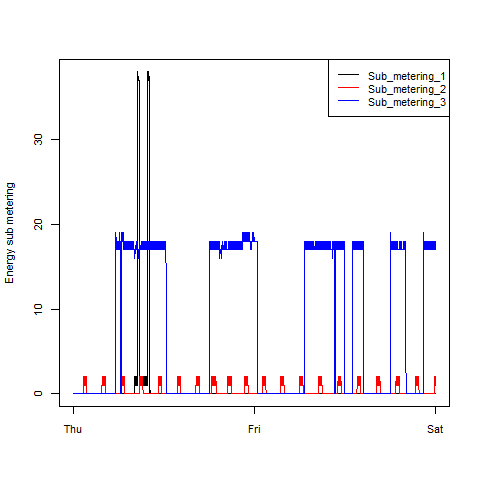 Sub_metering_1
Sub_metering_2
Sub_metering_3
Energy sub metering
30
20
10
0
Thu
Fri
Sat